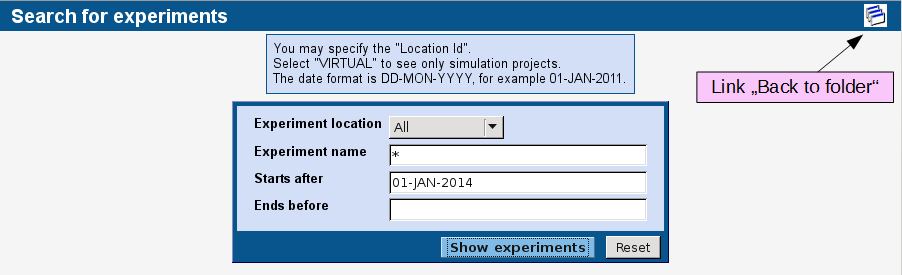 Search for experiments
You may specify the "Location Id".
Select "VIRTUAL" to see only simulation projects.
The date format is DD-MON-YYYY, for example 01-JAN-2011.
Link „Back to folder“
Experiment location All
Experiment name *
Starts after 01-JAN-2014
Ends before
Show experiments Reset